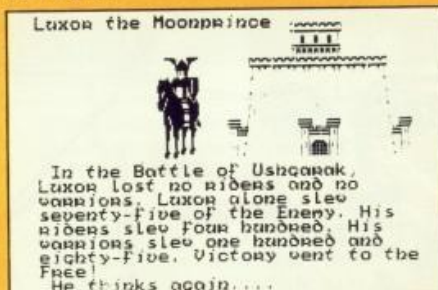 Luxor the Moonprince
In the Battle of Ushgarak,
Luxor lost no riders and no
warriors. Luxor alone slew
seventy-five of the Enemy. His
riders slew four hundred. His
warriors slew one hundred and
eighty-five. Victory went to the
Free!
He thinks again....